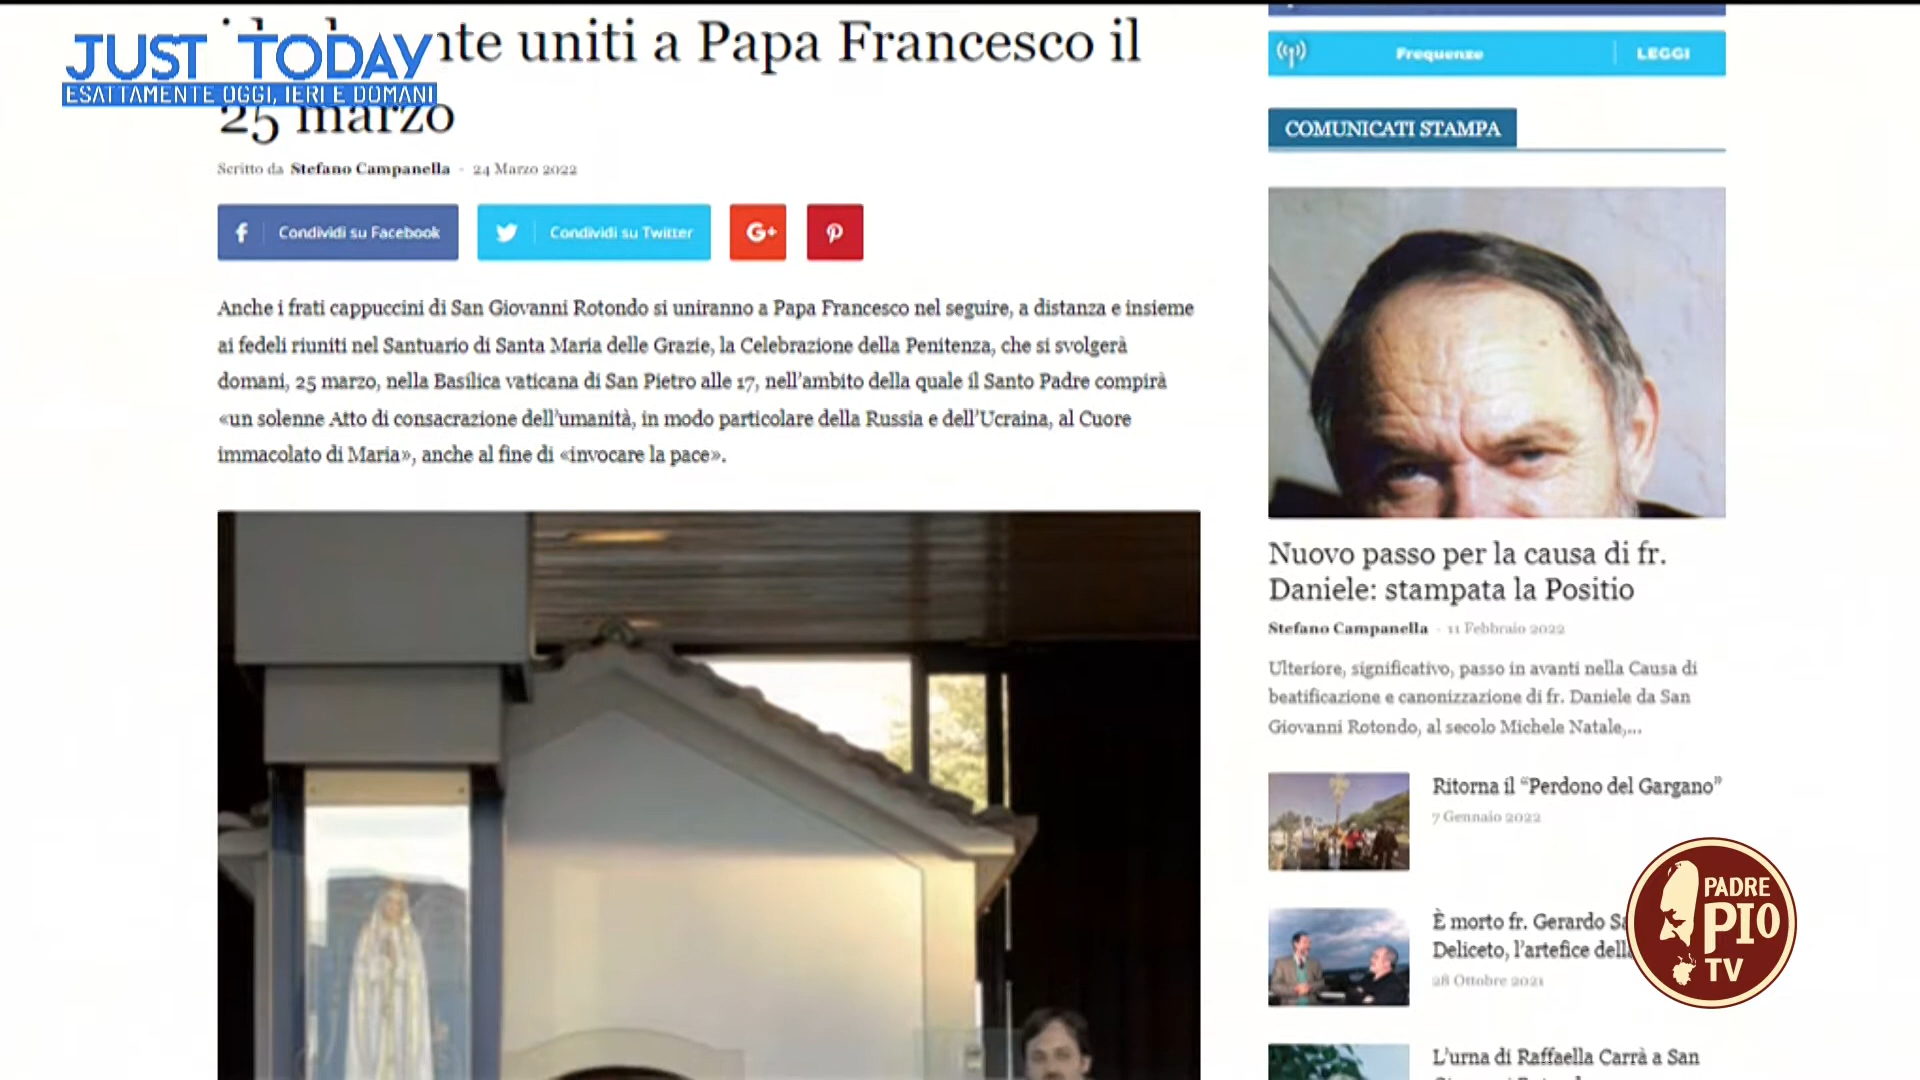 JUST TODAY
ESATTAMENTE OGGI, IERI E DOMANI
uniti a Papa Francesco il
25 marzo
Scritto da Stefano Campanella - 24 Marzo 2022
Condividi su Facebook
Condividi su Twitter
G+
Anche i frati cappuccini di San Giovanni Rotondo si uniranno a Papa Francesco nel seguire, a distanza e insieme
ai fedeli riuniti nel Santuario di Santa Maria delle Grazie, la Celebrazione della Penitenza, che si svolgerà
domani, 25 marzo, nella Basilica vaticana di San Pietro alle 17, nell'ambito della quale il Santo Padre compirà
«un solenne Atto di consacrazione dell'umanità, in modo particolare della Russia e dell'Ucraina, al Cuore
immacolato di Maria», anche al fine di «invocare la pace».
Frequenze
LEGGI
COMUNICATI STAMPA
Nuovo passo per la causa di fr.
Daniele: stampata la Positio
Stefano Campanella - 11 Febbraio 2022
Ulteriore, significativo, passo in avanti nella Causa di
beatificazione e canonizzazione di fr. Daniele da San
Giovanni Rotondo, al secolo Michele Natale,...
Ritorna il “Perdono del Gargano”
7 Gennaio 2022
È morto fr. Gerardo
Deliceto, l'artefice
28 Ottobre 2021
L'urna di Raffaella Carrà a San
PADRE
PIO
TV